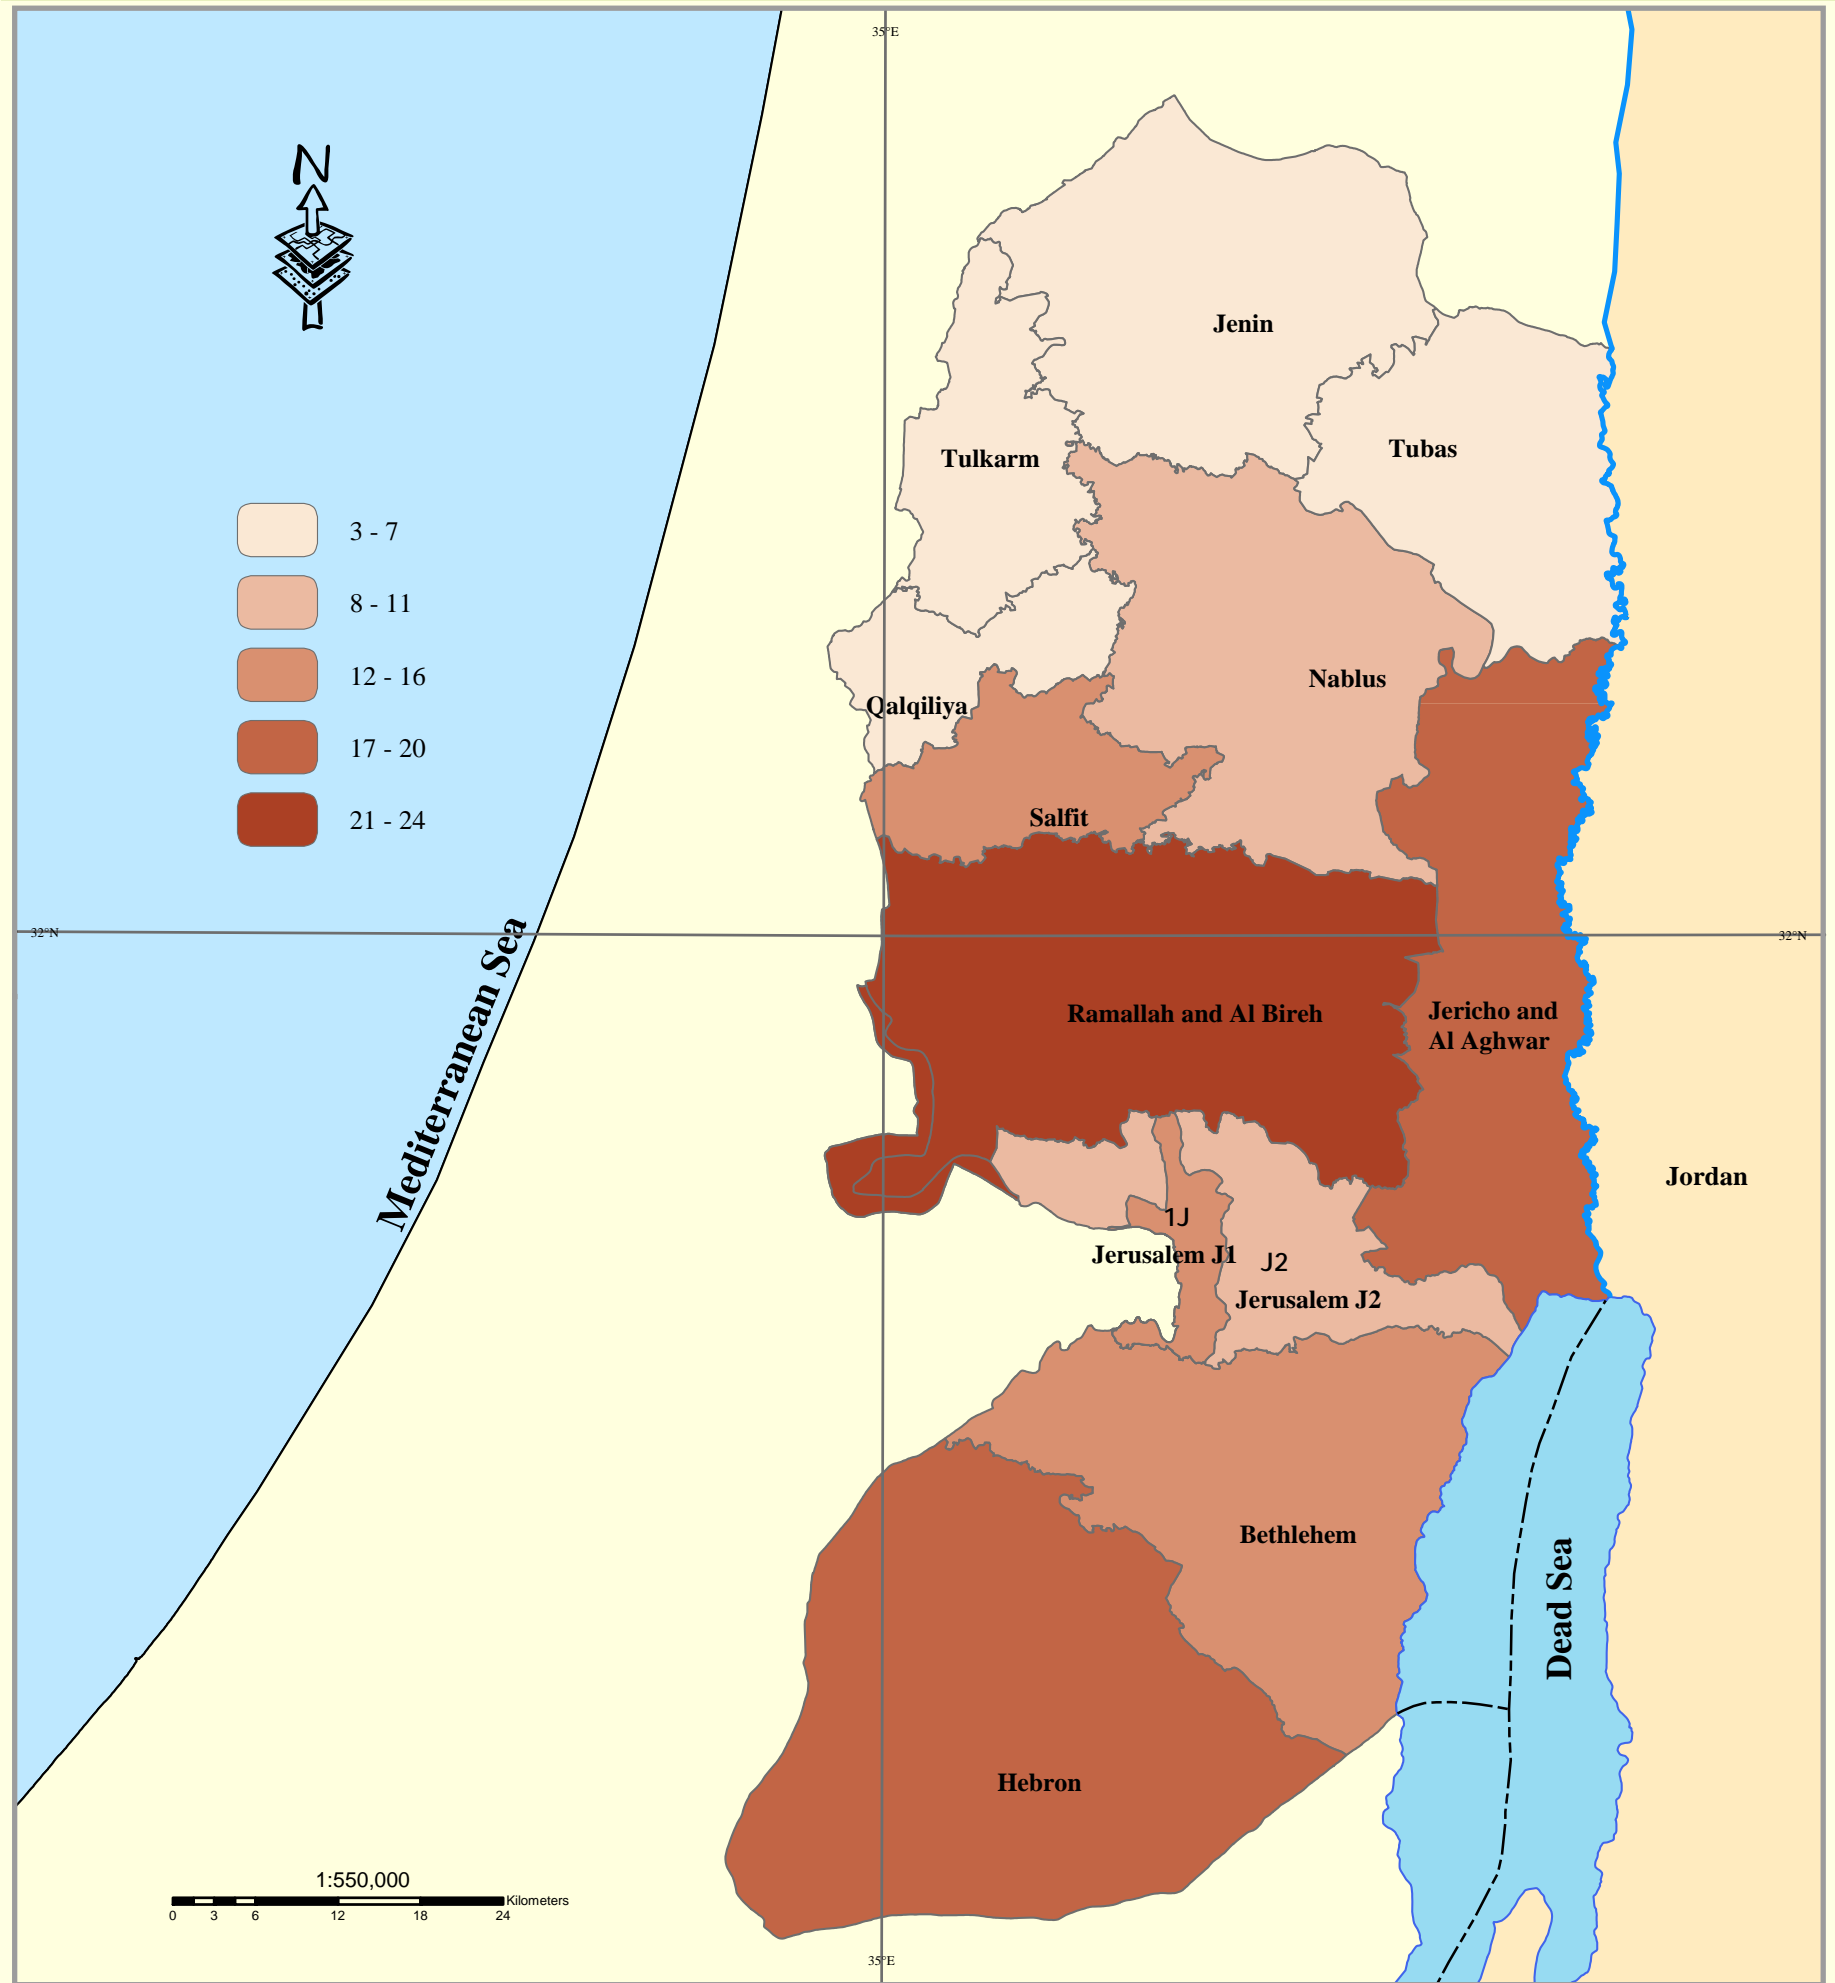 35°E
N
Jenin
Tubas
Tulkarm
3 - 7
8 - 11
12 - 16
17 - 20
21 - 24
Nablus
Qalqiliya
Salfit
32°N
32°N
Mediterranean Sea
Ramallah and Al Bireh
Jericho and
Al Aghwar
Jordan
1J
Jerusalem J1
J2
Jerusalem J2
Bethlehem
Dead Sea
Hebron
1:550,000
Kilometers
0 3 6 12 18 24
35°E